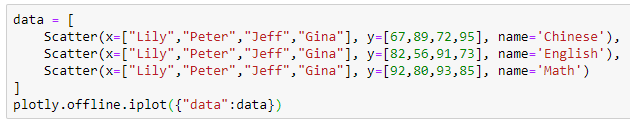 data = [
    Scatter(x=["Lily","Peter","Jeff","Gina"], y=[67,89,72,95], name='Chinese'),
    Scatter(x=["Lily","Peter","Jeff","Gina"], y=[82,56,91,73], name='English'),
    Scatter(x=["Lily","Peter","Jeff","Gina"], y=[92,80,93,85], name='Math')
]
plotly.offline.iplot({"data":data})